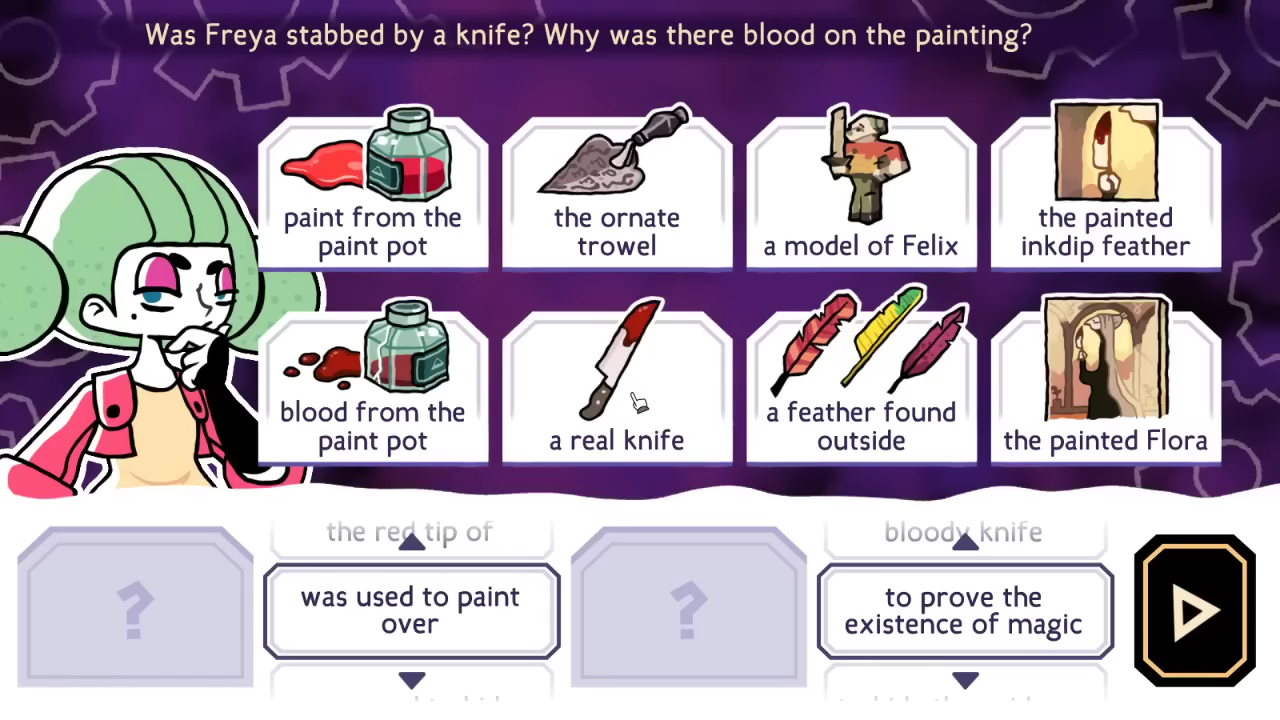 Was Freya stabbed by a knife? Why was there blood on the painting?
paint from the
paint pot
the ornate
trowel
a model of Felix
the painted
inkdip feather
blood from the
paint pot
a real knife
a feather found
outside
the painted Flora
the red tip of
bloody knife
?
was used to paint
over
?
to prove the
existence of magic